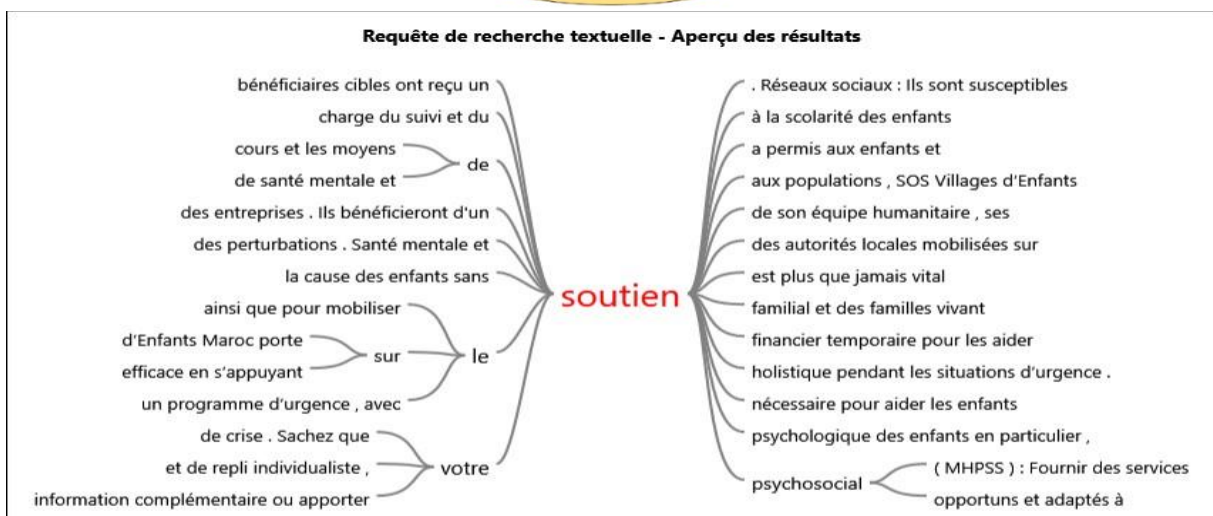 Requête de recherche textuelle - Aperçu des résultats
bénéficiaires cibles ont reçu un
charge du suivi et du
cours et les moyens
de santé mentale et
de
des entreprises . Ils bénéficieront d'un
des perturbations . Santé mentale et
la cause des enfants sans
ainsi que pour mobiliser
d'Enfants Maroc porte
efficace en s'appuyant
sur
un programme d'urgence , avec
le
de crise . Sachez que
et de repli individualiste ,
information complémentaire ou apporter
votre
soutien
. Réseaux sociaux : Ils sont susceptibles
à la scolarité des enfants
a permis aux enfants et
aux populations , SOS Villages d'Enfants
de son équipe humanitaire , ses
des autorités locales mobilisées sur
est plus que jamais vital
familial et des familles vivant
financier temporaire pour les aider
holistique pendant les situations d'urgence .
nécessaire pour aider les enfants
psychologique des enfants en particulier ,
psychosocial
( MHPSS ) : Fournir des services
opportuns et adaptés à